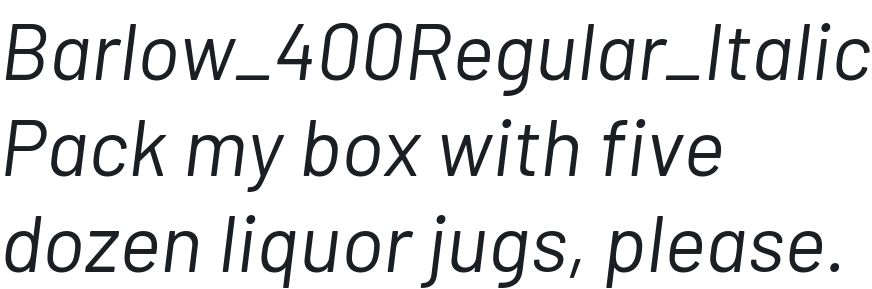 Barlow_400Regular_Italic
Pack my box with five
dozen liquor jugs, please.